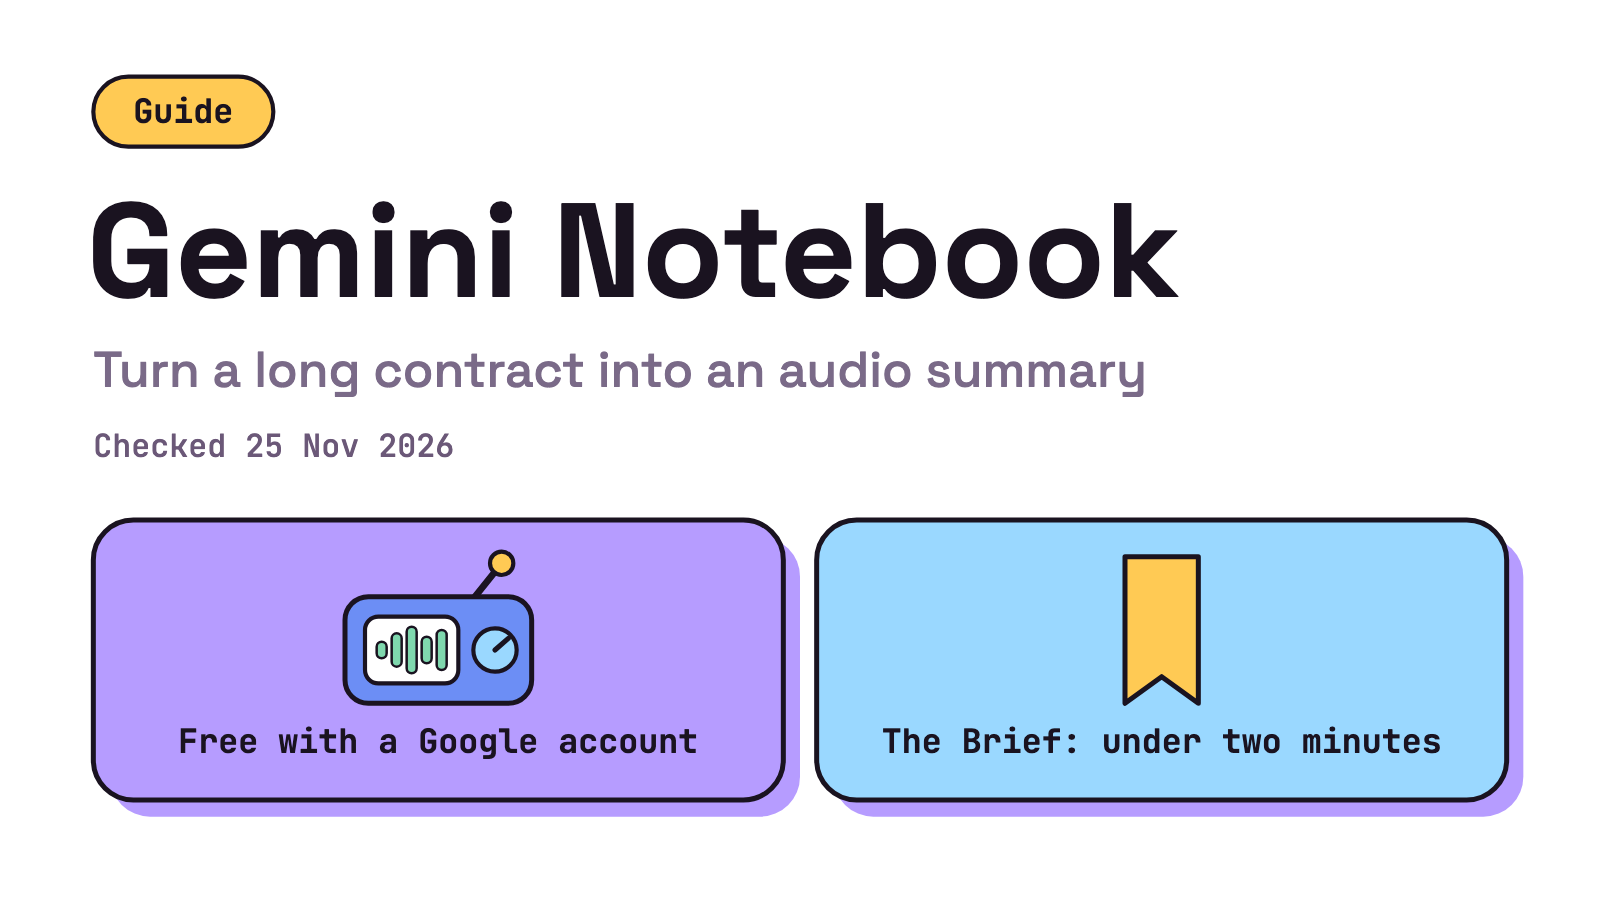 Guide
Gemini Notebook
Turn a long contract into an audio summary
Checked 25 Nov 2026
Free with a Google account
The Brief: under two minutes